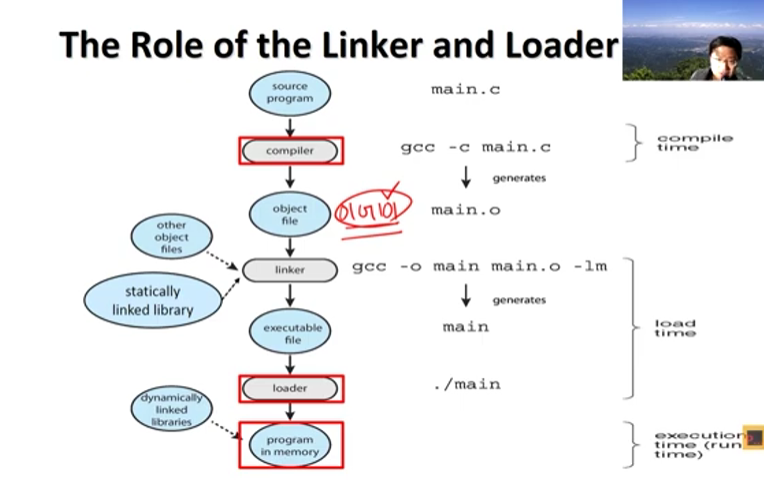 The Role of the Linker and Loader
source
program
main.c
compiler
gcc -c main.c
compile
time
generates
object
file
main.o
other
object
files
linker
gcc -o main main.o -lm
statically
linked library
generates
executable
file
main
load
time
loader
./main
dynamically
linked
libraries
program
in memory
execution
time (run
time)